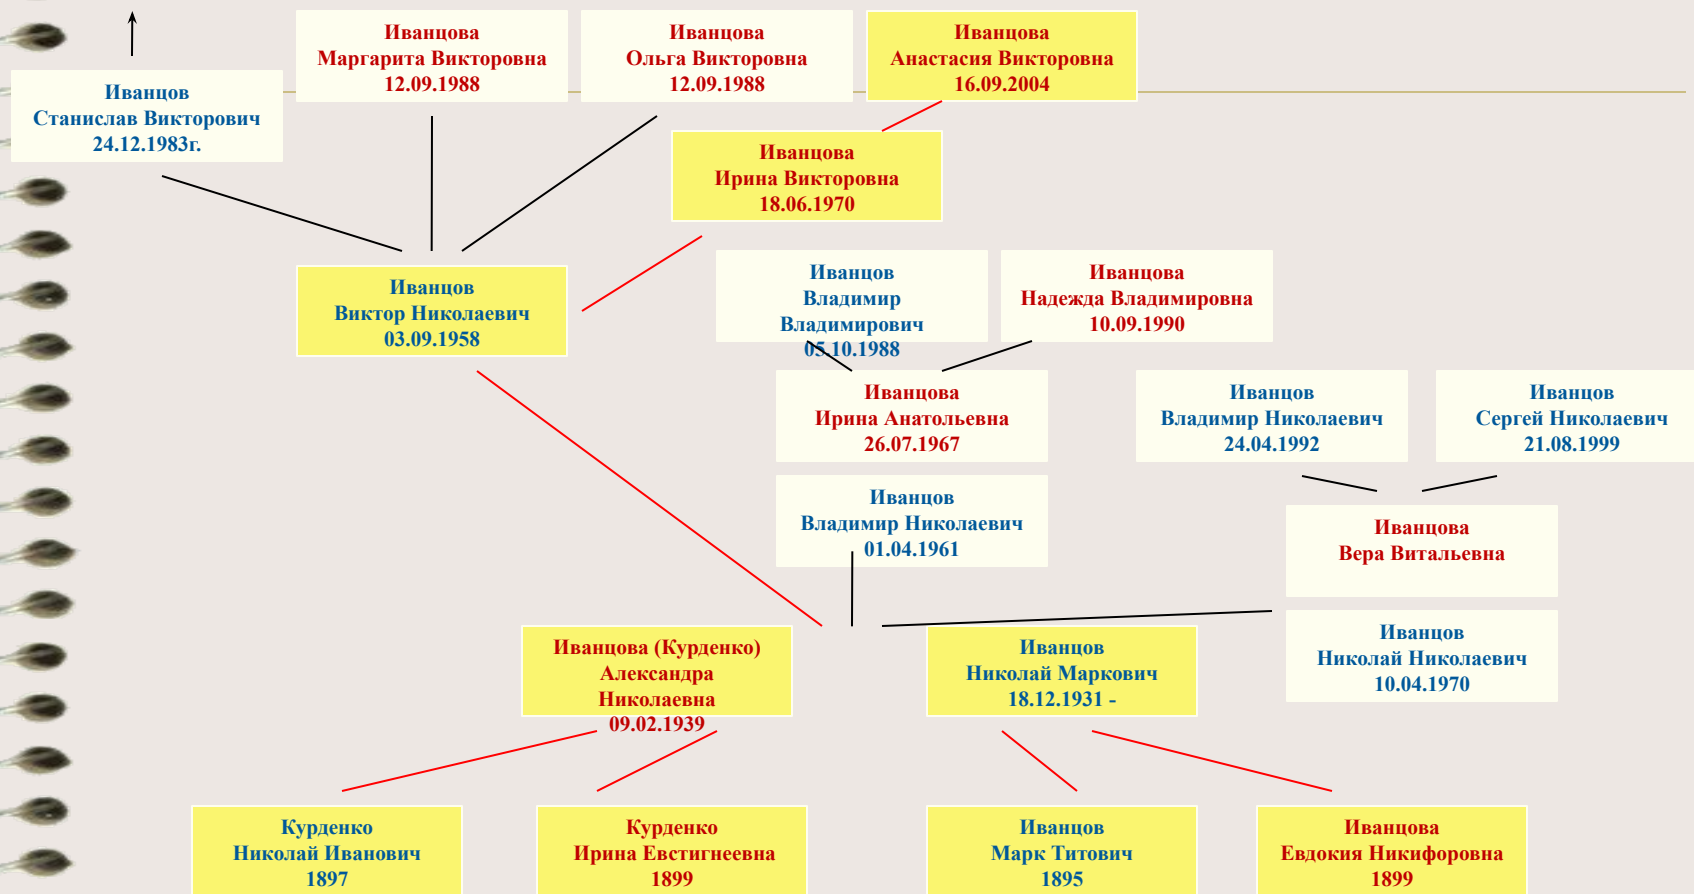 Иванцова
Маргарита Викторовна
12.09.1988
Иванцова
Ольга Викторовна
12.09.1988
Иванцова
Анастасия Викторовна
16.09.2004
Иванцов
Станислав Викторович
24.12.1983г.
Иванцова
Ирина Викторовна
18.06.1970
Иванцов
Виктор Николаевич
03.09.1958
Иванцов
Владимир
Владимирович
05.10.1988
Иванцова
Надежда Владимировна
10.09.1990
Иванцова
Ирина Анатольевна
26.07.1967
Иванцов
Владимир Николаевич
24.04.1992
Иванцов
Сергей Николаевич
21.08.1999
Иванцов
Владимир Николаевич
01.04.1961
Иванцова
Вера Витальевна
Иванцова (Курденко)
Александра
Николаевна
09.02.1939
Иванцов
Николай Маркович
18.12.1931 -
Иванцов
Николай Николаевич
10.04.1970
Курденко
Николай Иванович
1897
Курденко
Ирина Евстигнеевна
1899
Иванцов
Марк Титович
1895
Иванцова
Евдокия Никифоровна
1899